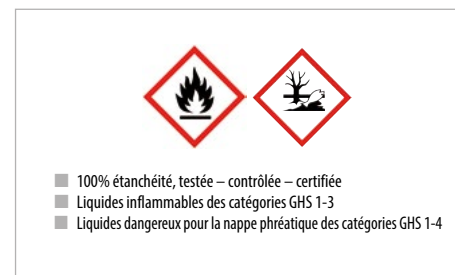 100% étanchéité, testée – contrôlée – certifiée
Liquides inflammables des catégories GHS 1-3
Liquides dangereux pour la nappe phréatique des catégories GHS 1-4